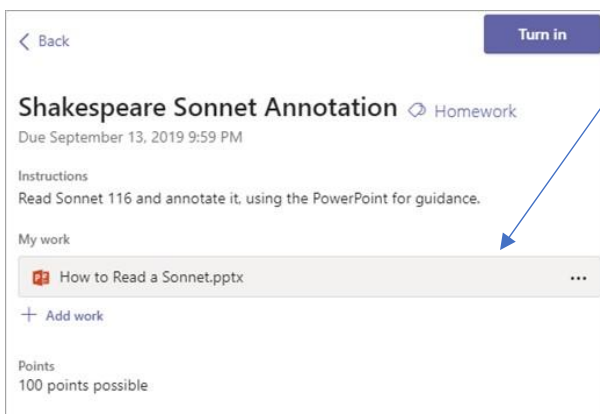 Back
Turn in
Shakespeare Sonnet Annotation Homework
Due September 13, 2019 9:59 PM
Instructions
Read Sonnet 116 and annotate it, using the PowerPoint for guidance.
My work
How to Read a Sonnet.pptx
+ Add work
Points
100 points possible